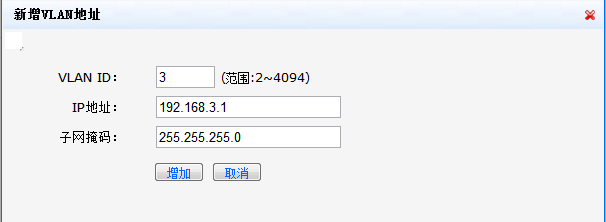 新增VLAN地址
VLAN ID： 3 (范围:2~4094)
IP地址： 192.168.3.1
子网掩码： 255.255.255.0
增加 取消